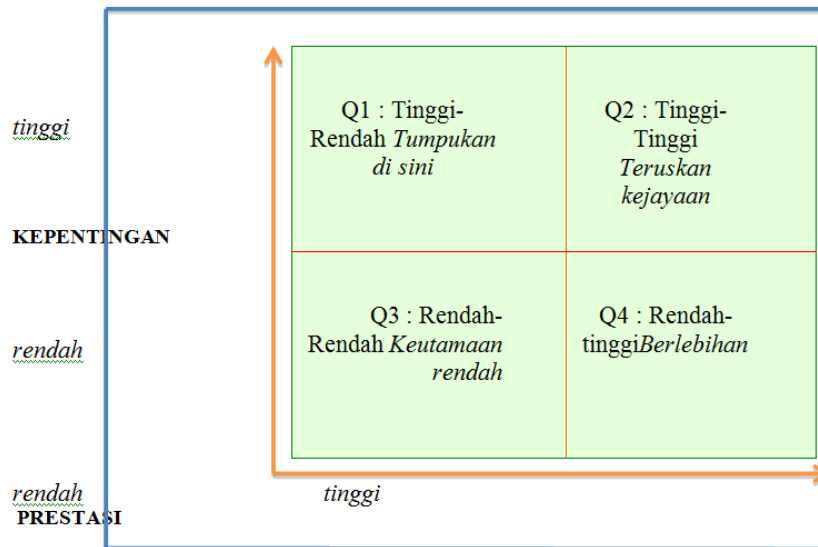 tinggi
Q1 : Tinggi-
Rendah Tumpukan
di sini
Q2 : Tinggi-
Tinggi
Teruskan
kejayaan
KEPENTINGAN
rendah
Q3 : Rendah-
Rendah Keutamaan
rendah
Q4 : Rendah-
tinggiBerlebihan
rendah
tinggi
PRESTASI